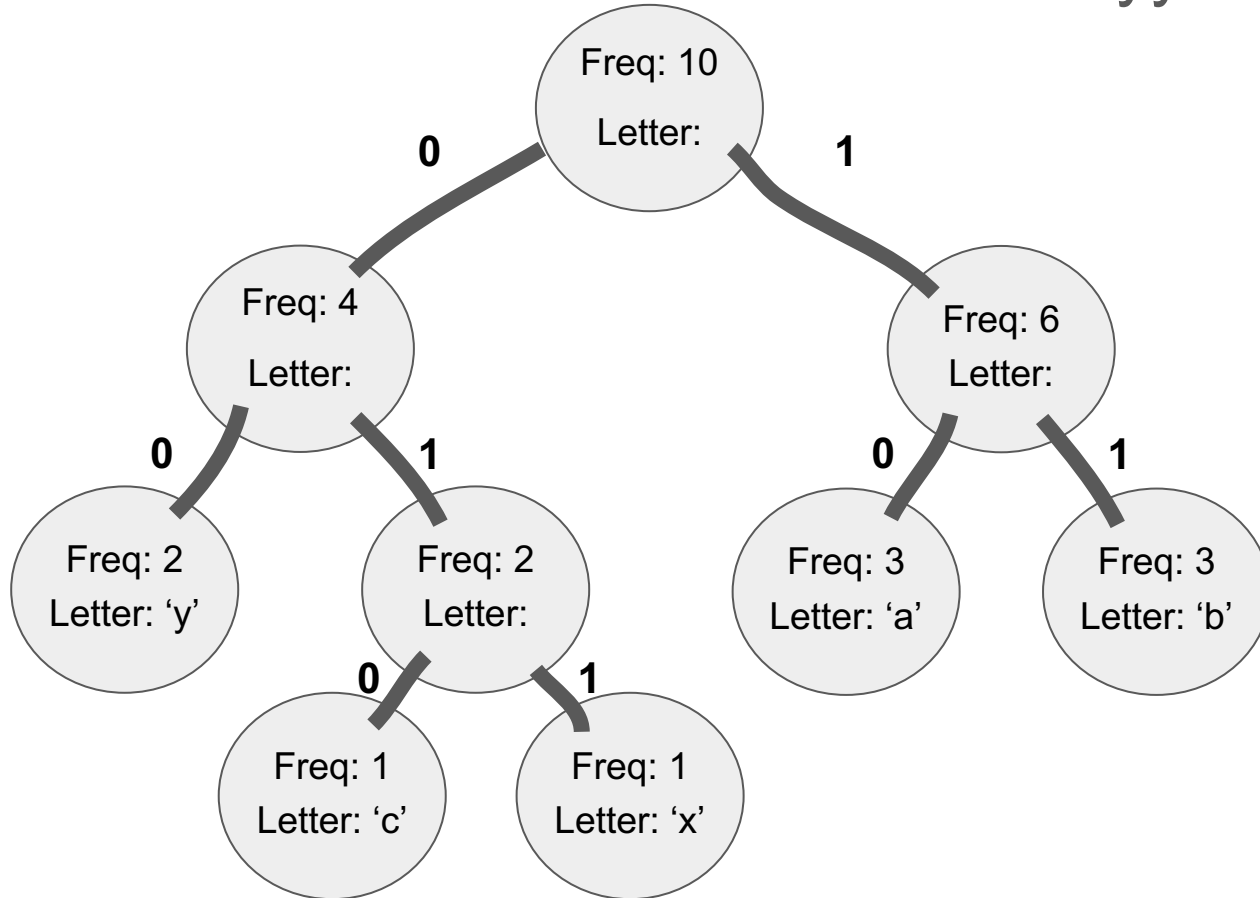 Freq: 10
Letter:
0
1
Freq: 4
Letter:
Freq: 6
Letter:
0
1
0
1
Freq: 2
Letter: ‘y’
Freq: 2
Letter:
Freq: 3
Letter: ‘a’
Freq: 3
Letter: ‘b’
0
1
Freq: 1
Letter: ‘c’
Freq: 1
Letter: ‘x’